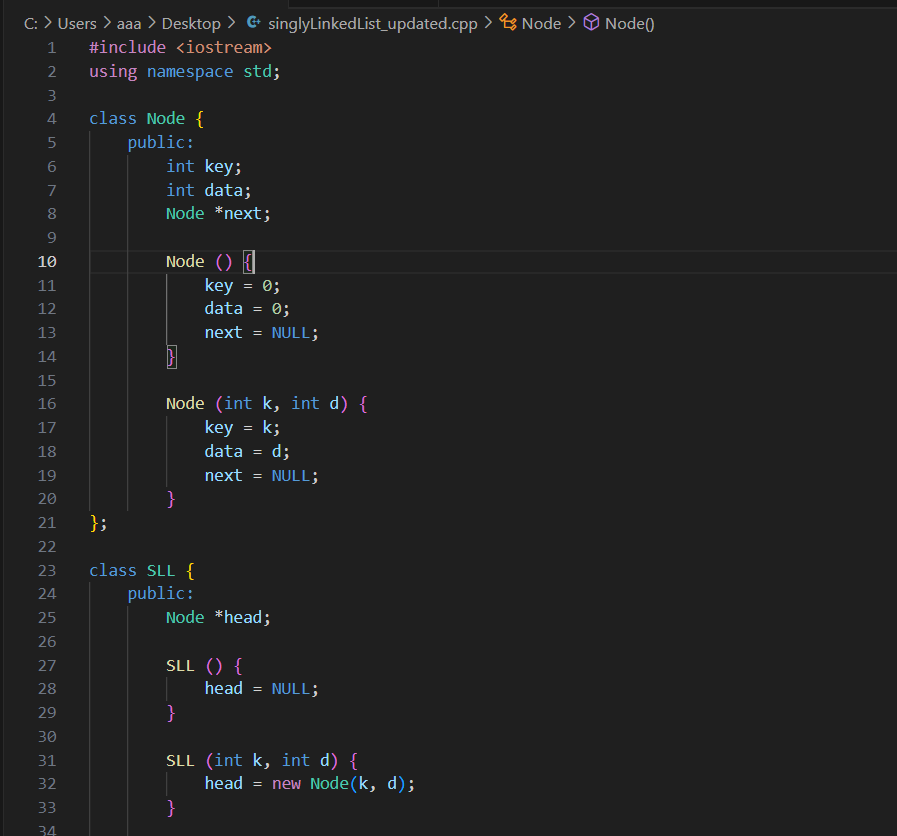 C: > Users > aaa > Desktop > singlyLinkedList_updated.cpp > Node > Node()
1 #include <iostream>
2 using namespace std;
3
4 class Node {
5     public:
6         int key;
7         int data;
8         Node *next;
9
10         Node () {
11             key = 0;
12             data = 0;
13             next = NULL;
14         }
15
16         Node (int k, int d) {
17             key = k;
18             data = d;
19             next = NULL;
20         }
21 };
22
23 class SLL {
24     public:
25         Node *head;
26
27         SLL () {
28             head = NULL;
29         }
30
31         SLL (int k, int d) {
32             head = new Node(k, d);
33         }
34